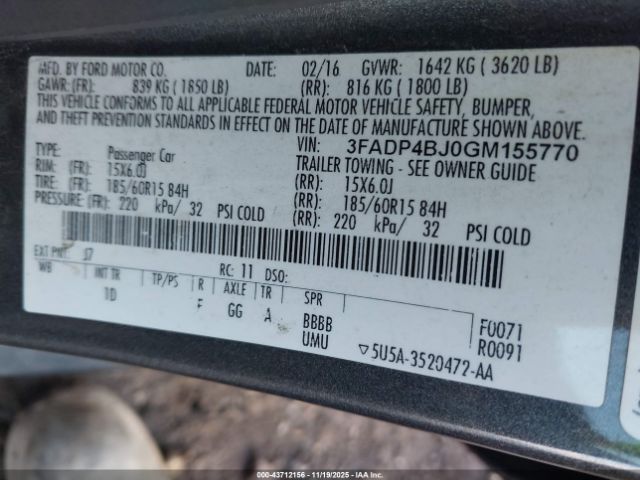 MFD. BY FORD MOTOR CO. DATE: 02/16 GVWR: 1642 KG ( 3620 LB)
GAWR: (FR): 839 KG ( 1850 LB) (RR): 816 KG ( 1800 LB)
THIS VEHICLE CONFORMS TO ALL APPLICABLE FEDERAL MOTOR VEHICLE SAFETY, BUMPER,
AND THEFT PREVENTION STANDARDS IN EFFECT ON THE DATE OF MANUFACTURE SHOWN ABOVE.
VIN: 3FADP4BJ0GM155770
TYPE: Passenger Car TRAILER TOWING - SEE OWNER GUIDE
RIM: (FR): 15X6.0J (RR): 15X6.0J
TIRE: (FR): 185/60R15 84H (RR): 185/60R15 84H
PRESSURE: (FR): 220 kPa/ 32 PSI COLD (RR): 220 kPa/ 32 PSI COLD
EXT PNT: J7 RC: 11 DSO:
WB INT TR TP/PS R AXLE TR SPR
1D F GG A BBBB F0071
UMU R0091
▽5U5A-3520472-AA
000-43712156 - 11/19/2025 - IAA Inc.